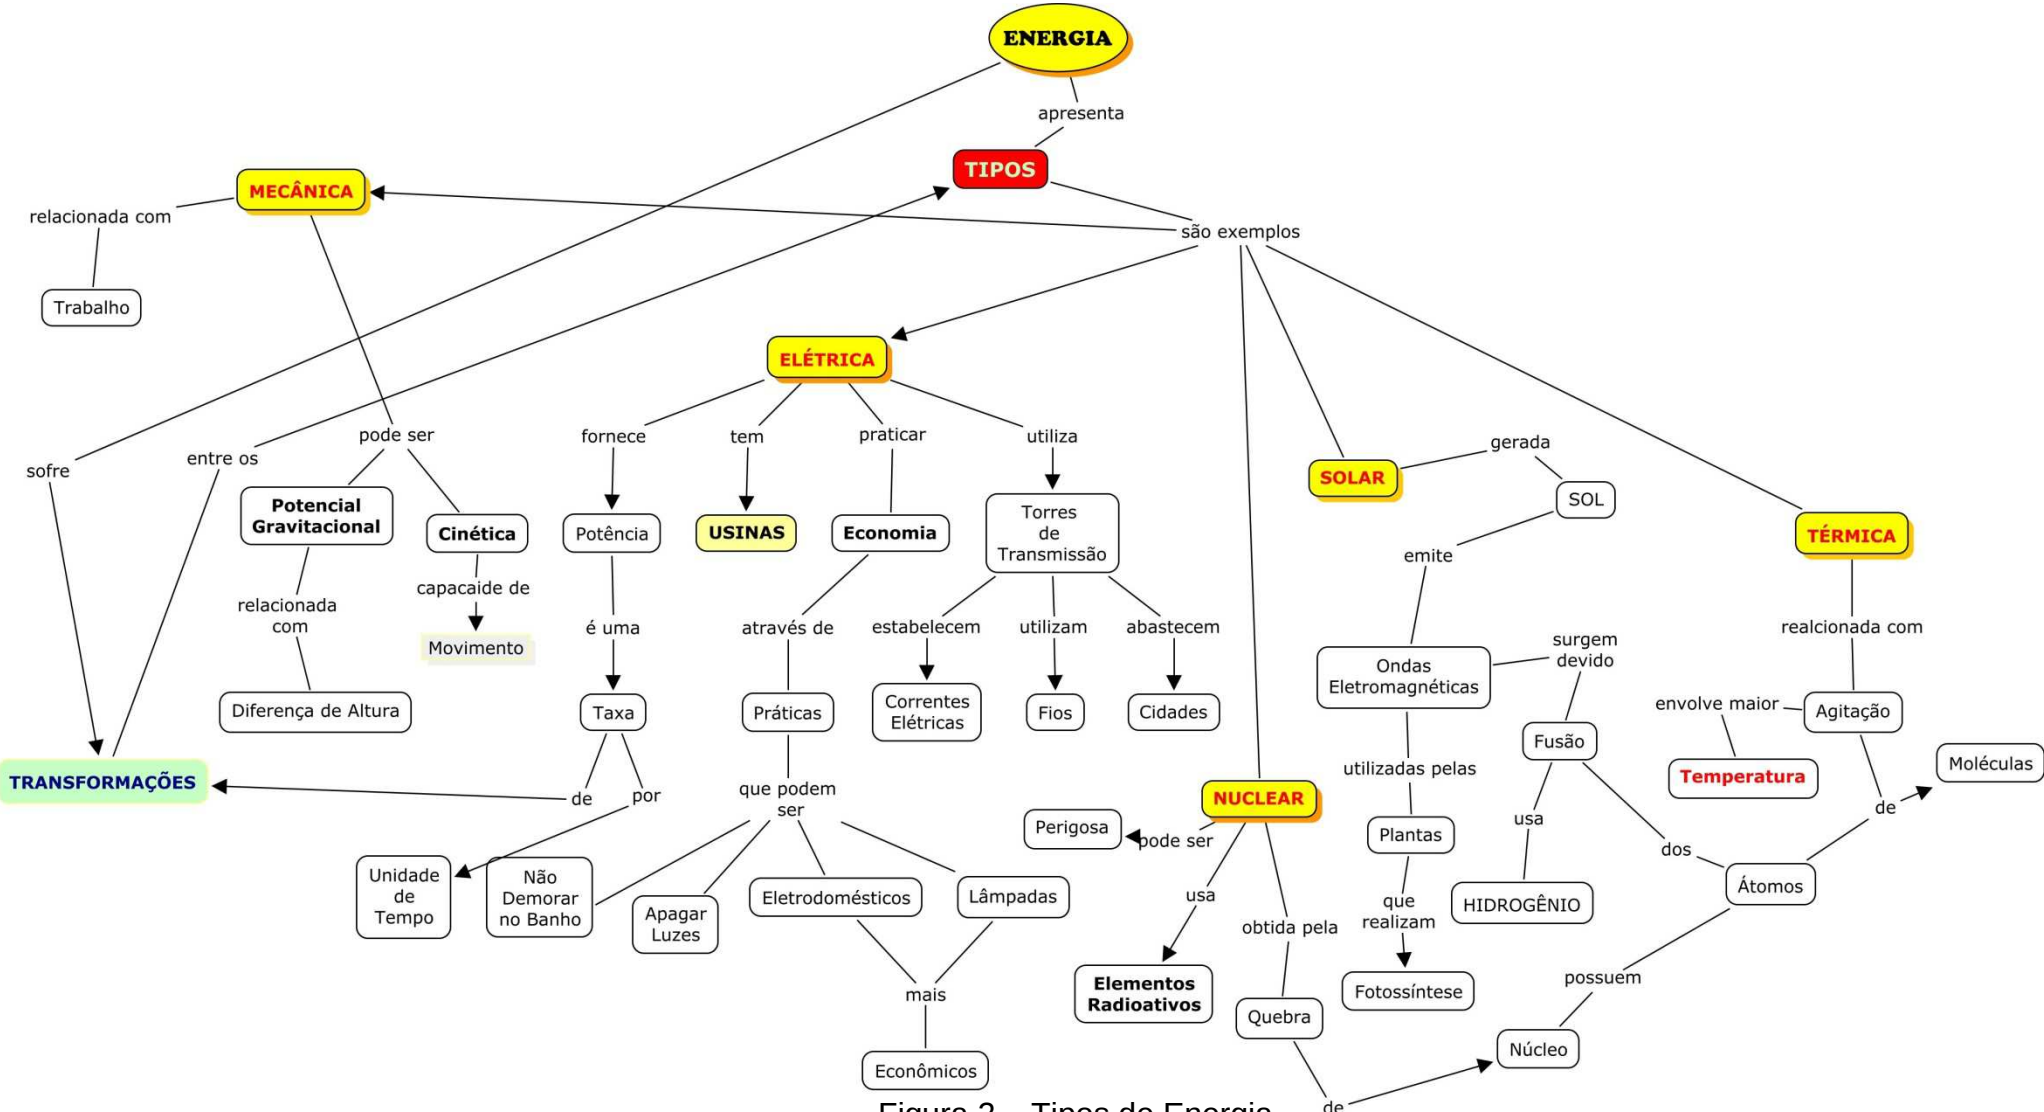 ENERGIA
apresenta
TIPOS
MECÂNICA
relacionada com
são exemplos
Trabalho
ELÉTRICA
pode ser
fornece
tem
praticar
utiliza
gerada
entre os
sofre
SOLAR
SOL
Potencial
Gravitacional
Cinética
Potência
USINAS
Economia
Torres
de
Transmissão
TÉRMICA
emite
capacaide de
relacionada
com
é uma
através de
estabelecem
utilizam
abastecem
realcionada com
Movimento
surgem
devido
Ondas
Eletromagnéticas
Diferença de Altura
Taxa
Práticas
Correntes
Elétricas
Fios
Cidades
envolve maior
Agitação
Fusão
Moléculas
TRANSFORMAÇÕES
utilizadas pelas
Temperatura
de
por
que podem
ser
NUCLEAR
de
Perigosa
pode ser
usa
Plantas
dos
Unidade
de
Tempo
Não
Demorar
no Banho
Apagar
Luzes
Eletrodomésticos
Lâmpadas
usa
HIDROGÊNIO
Átomos
que
realizam
obtida pela
possuem
mais
Elementos
Radioativos
Fotossíntese
Quebra
Núcleo
Econômicos
de
Figura 2 – Tipos de Energia